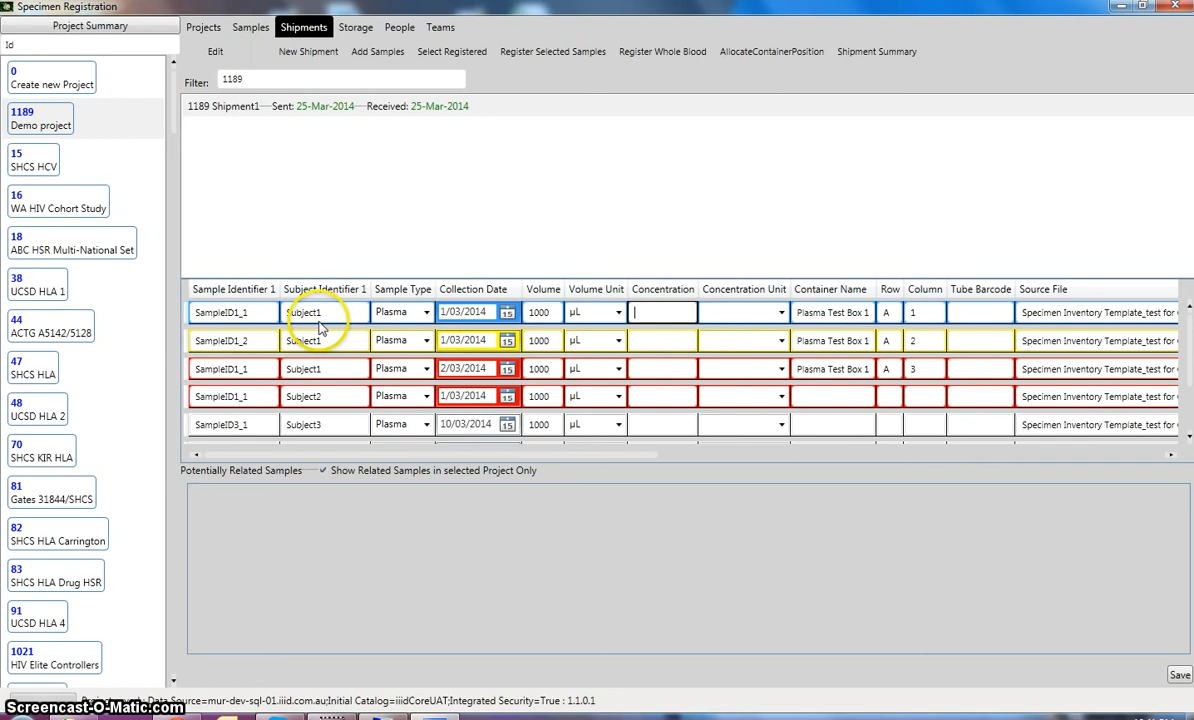 Specimen Registration
Project Summary
Id
0
Create new Project
1189
Demo project
15
SHCS HCV
16
WA HIV Cohort Study
18
ABC HSR Multi-National Set
38
UCSD HLA 1
44
ACTG A5142/5128
47
SHCS HLA
48
UCSD HLA 2
70
SHCS KIR HLA
81
Gates 31844/SHCS
82
SHCS HLA Carrington
83
SHCS HLA Drug HSR
91
UCSD HLA 4
1021
HIV Elite Controllers
Projects Samples Shipments Storage People Teams
Edit New Shipment Add Samples Select Registered Register Selected Samples Register Whole Blood AllocateContainerPosition Shipment Summary
Filter: 1189
1189 Shipment1 Sent: 25-Mar-2014 Received: 25-Mar-2014
Sample Identifier 1 Subject Identifier 1 Sample Type Collection Date Volume Volume Unit Concentration Concentration Unit Container Name Row Column Tube Barcode Source File
SampleID1_1 Subject1 Plasma 1/03/2014 15 1000 µL Plasma Test Box 1 A 1 Specimen Inventory Template_test for
SampleID1_2 Subject1 Plasma 1/03/2014 15 1000 µL Plasma Test Box 1 A 2 Specimen Inventory Template_test for
SampleID1_1 Subject1 Plasma 2/03/2014 15 1000 µL Plasma Test Box 1 A 3 Specimen Inventory Template_test for
SampleID1_1 Subject2 Plasma 1/03/2014 15 1000 µL Specimen Inventory Template_test for
SampleID3_1 Subject3 Plasma 10/03/2014 15 1000 µL Specimen Inventory Template_test for
Potentially Related Samples Show Related Samples in selected Project Only
Save
Data Source=mur-dev-sql-01.iiid.com.au;Initial Catalog=iiidCoreUAT;Integrated Security=True : 1.1.0.1
Screencast-O-Matic.com